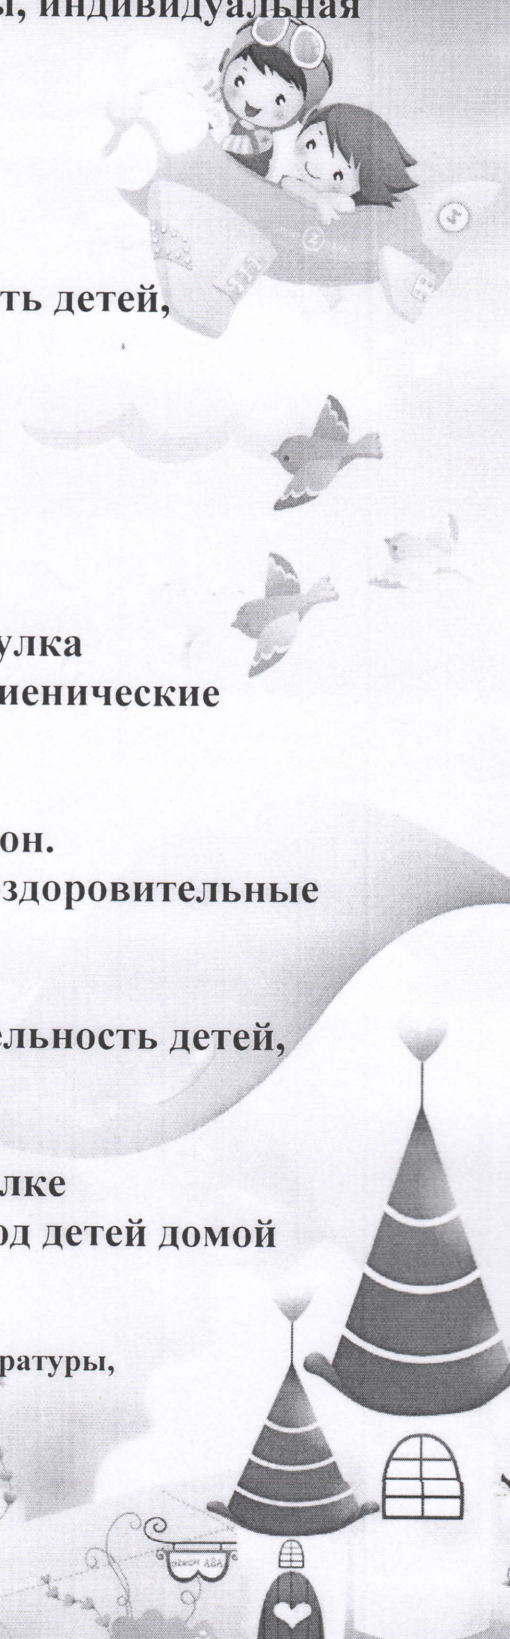 ы, индивидуальная
ть детей,
улка
иенические
он.
здоровительные
ельность детей,
лке
од детей домой
ратуры,